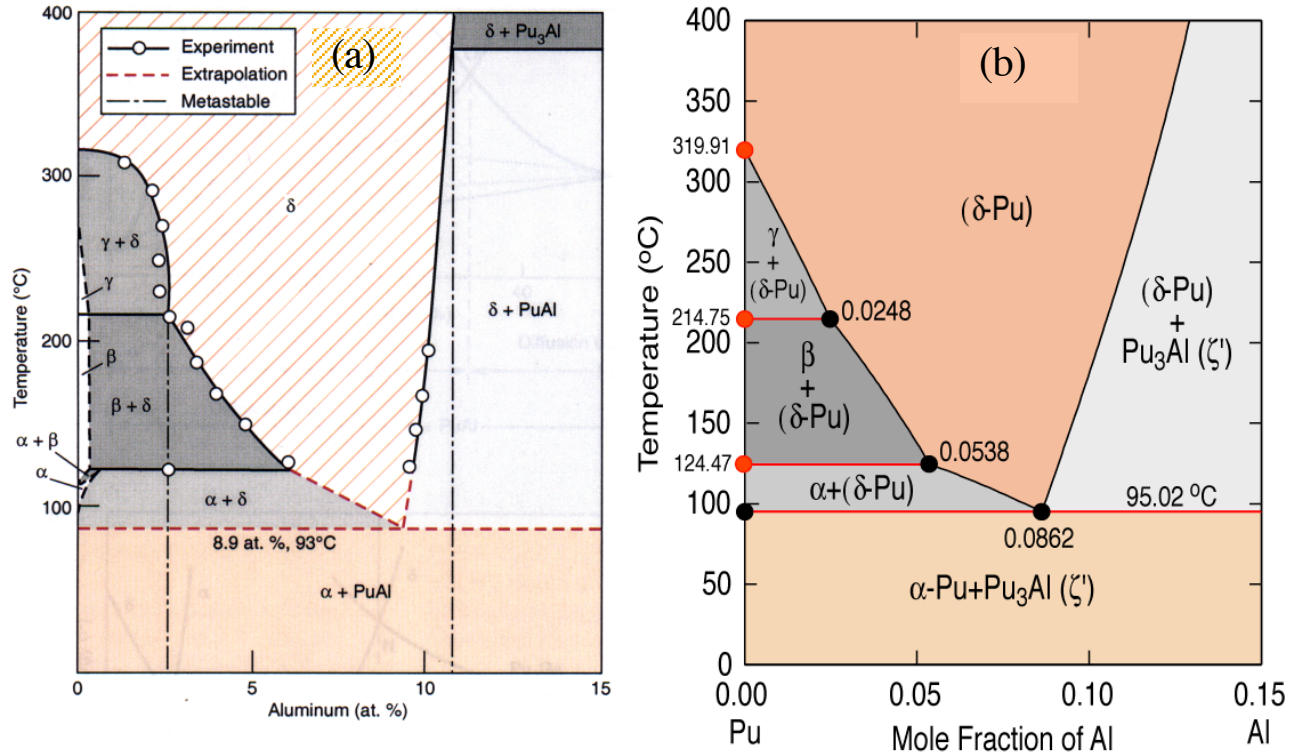 400
300
200
100
0
5
10
15
Temperature (°C)
Aluminum (at. %)
Experiment
Extrapolation
Metastable
(a)
δ + Pu3Al
δ
γ + δ
γ
β
β + δ
α + β
α
α + δ
δ + PuAl
8.9 at. %, 93°C
α + PuAl
(b)
400
350
319.91
300
250
214.75
200
150
124.47
100
50
0
0.00
0.05
0.10
0.15
Pu
Al
Temperature (ºC)
Mole Fraction of Al
(δ-Pu)
γ
+
(δ-Pu)
0.0248
β
+
(δ-Pu)
0.0538
α+(δ-Pu)
(δ-Pu)
+
Pu3Al (ζ')
95.02 ºC
0.0862
α-Pu+Pu3Al (ζ')